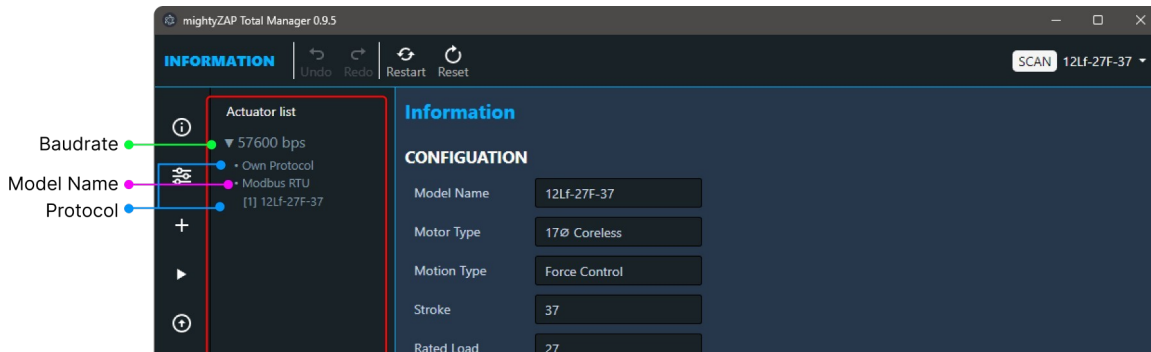 mightyZAP Total Manager 0.9.5
INFORMATION
Undo Redo Restart Reset
SCAN 12Lf-27F-37
Actuator list
Baudrate
57600 bps
Own Protocol
Model Name
Modbus RTU
Protocol
[1] 12Lf-27F-37
Information
CONFIGUATION
Model Name 12Lf-27F-37
Motor Type 17Ø Coreless
Motion Type Force Control
Stroke 37
Rated Load 27